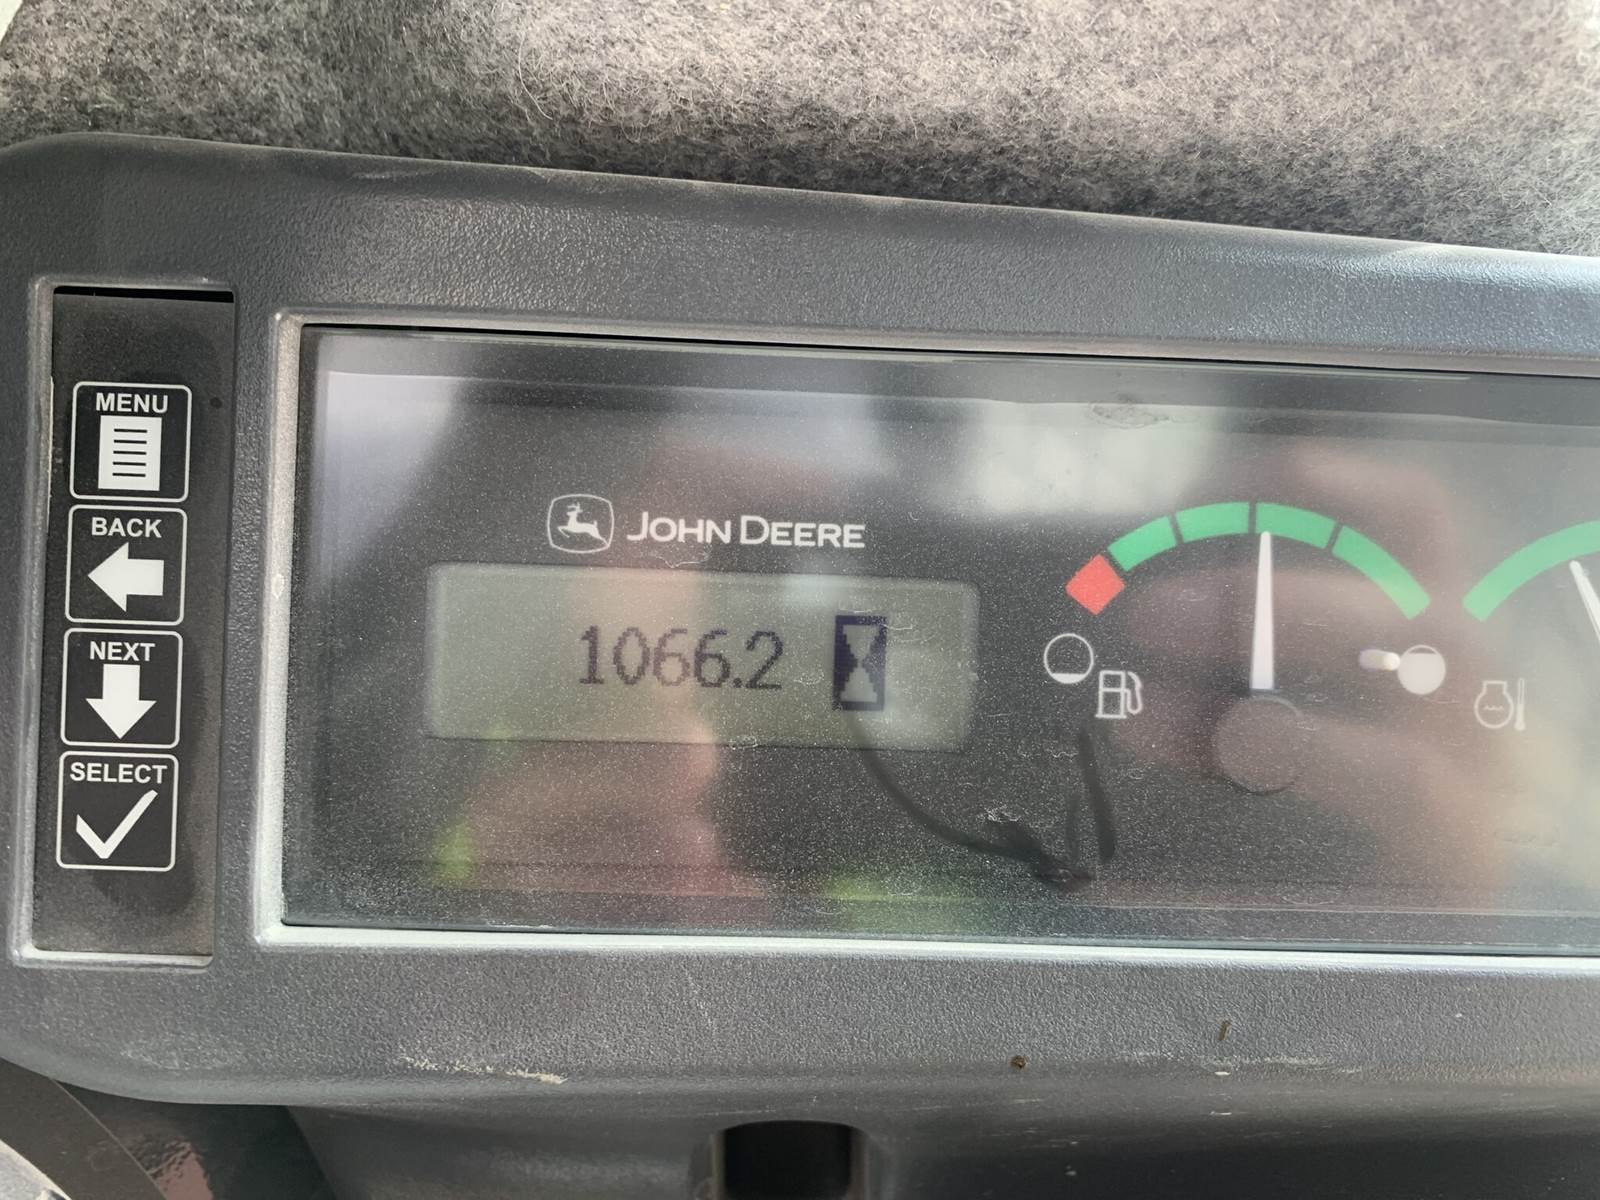 MENU
BACK
NEXT
SELECT
JOHN DEERE
1066.2